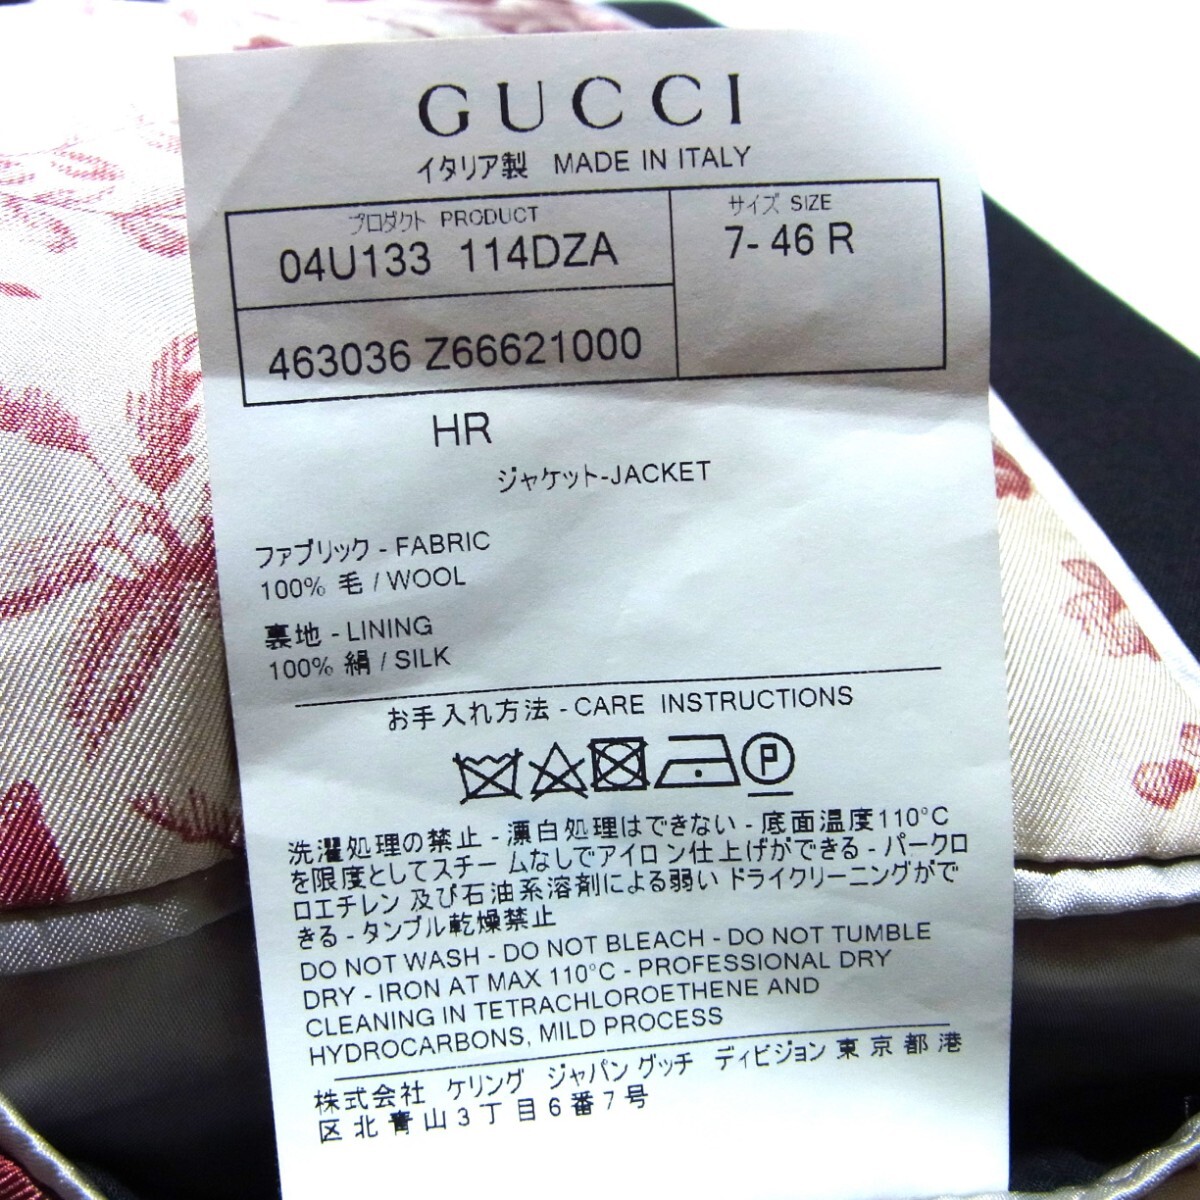 GUCCI
イタリア製 MADE IN ITALY
プロダクト PRODUCT
04U133 114DZA
サイズ SIZE
7- 46 R
463036 Z66621000
HR
ジャケット-JACKET
ファブリック - FABRIC
100% 毛 / WOOL
裏地 - LINING
100% 絹 / SILK
お手入れ方法 - CARE INSTRUCTIONS
P
洗濯処理の禁止 - 漂白処理はできない - 底面温度110°C
を限度としてスチームなしでアイロン仕上げができる - パークロ
ロエチレン 及び石油系溶剤による弱い ドライクリーニングがで
きる - タンブル乾燥禁止
DO NOT WASH - DO NOT BLEACH - DO NOT TUMBLE
DRY - IRON AT MAX 110°C - PROFESSIONAL DRY
CLEANING IN TETRACHLOROETHENE AND
HYDROCARBONS, MILD PROCESS
株式会社 ケリング ジャパン グッチ ディビジョン 東京都港
区北青山3丁目6番7号